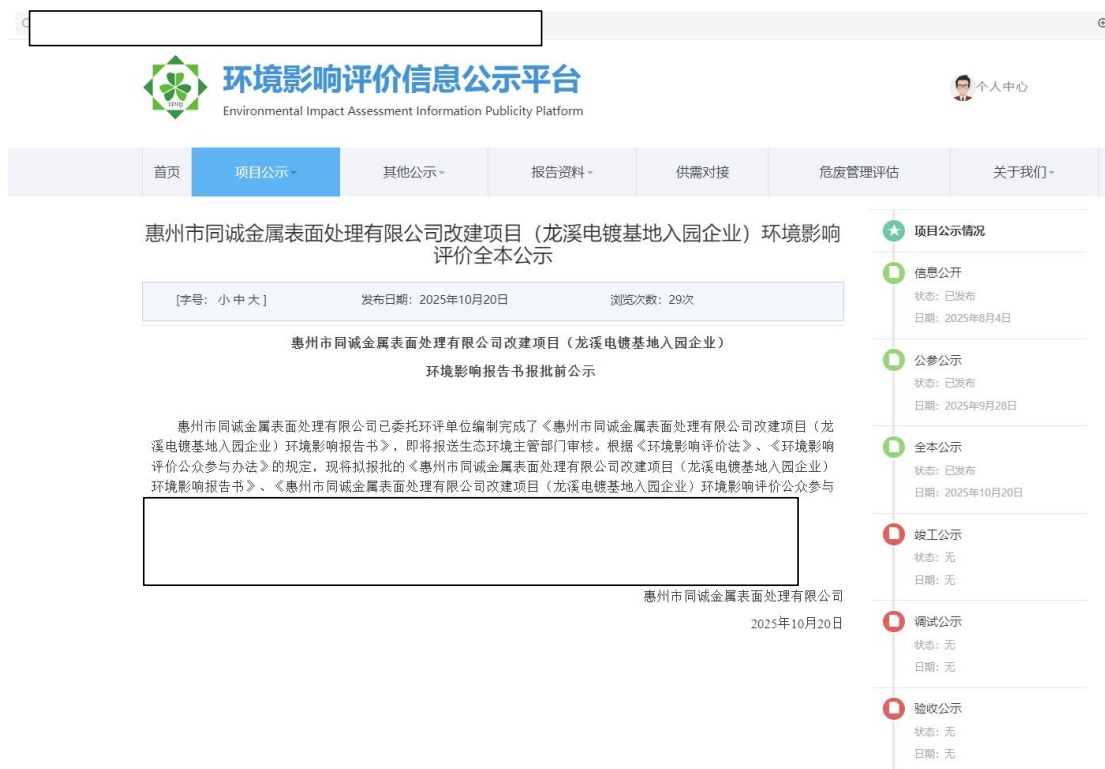 环境影响评价信息公示平台
Environmental Impact Assessment Information Publicity Platform
个人中心
首页
项目公示
其他公示
报告资料
供需对接
危废管理评估
关于我们
惠州市同诚金属表面处理有限公司改建项目（龙溪电镀基地入园企业）环境影响
评价全本公示
[字号：小 中 大]
发布日期：2025年10月20日
浏览次数：29次
惠州市同诚金属表面处理有限公司改建项目（龙溪电镀基地入园企业）
环境影响报告书报批前公示
惠州市同诚金属表面处理有限公司已委托环评单位编制完成了《惠州市同诚金属表面处理有限公司改建项目（龙
溪电镀基地入园企业）环境影响报告书》，即将报送生态环境主管部门审核。根据《环境影响评价法》、《环境影响
评价公众参与办法》的规定，现将拟报批的《惠州市同诚金属表面处理有限公司改建项目（龙溪电镀基地入园企业）
环境影响报告书》、《惠州市同诚金属表面处理有限公司改建项目（龙溪电镀基地入园企业）环境影响评价公众参与
惠州市同诚金属表面处理有限公司
2025年10月20日
项目公示情况
信息公开
状态：已发布
日期：2025年8月4日
公参公示
状态：已发布
日期：2025年9月28日
全本公示
状态：已发布
日期：2025年10月20日
竣工公示
状态：无
日期：无
调试公示
状态：无
日期：无
验收公示
状态：无
日期：无